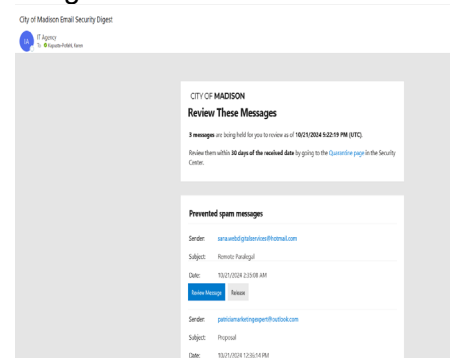 City of Madison Email Security Digest
IA
IT Agency
To Kapusta-Pofahl, Karen
CITY OF MADISON
Review These Messages
3 messages are being held for you to review as of 10/21/2024 5:22:19 PM (UTC).
Review them within 30 days of the received date by going to the Quarantine page in the Security
Center.
Prevented spam messages
Sender: sana.webdigitalservices@hotmail.com
Subject: Remote Paralegal
Date: 10/21/2024 2:35:08 AM
Review Message Release
Sender: patriciamarketingexpert@outlook.com
Subject: Proposal
Date: 10/21/2024 12:36:14 PM